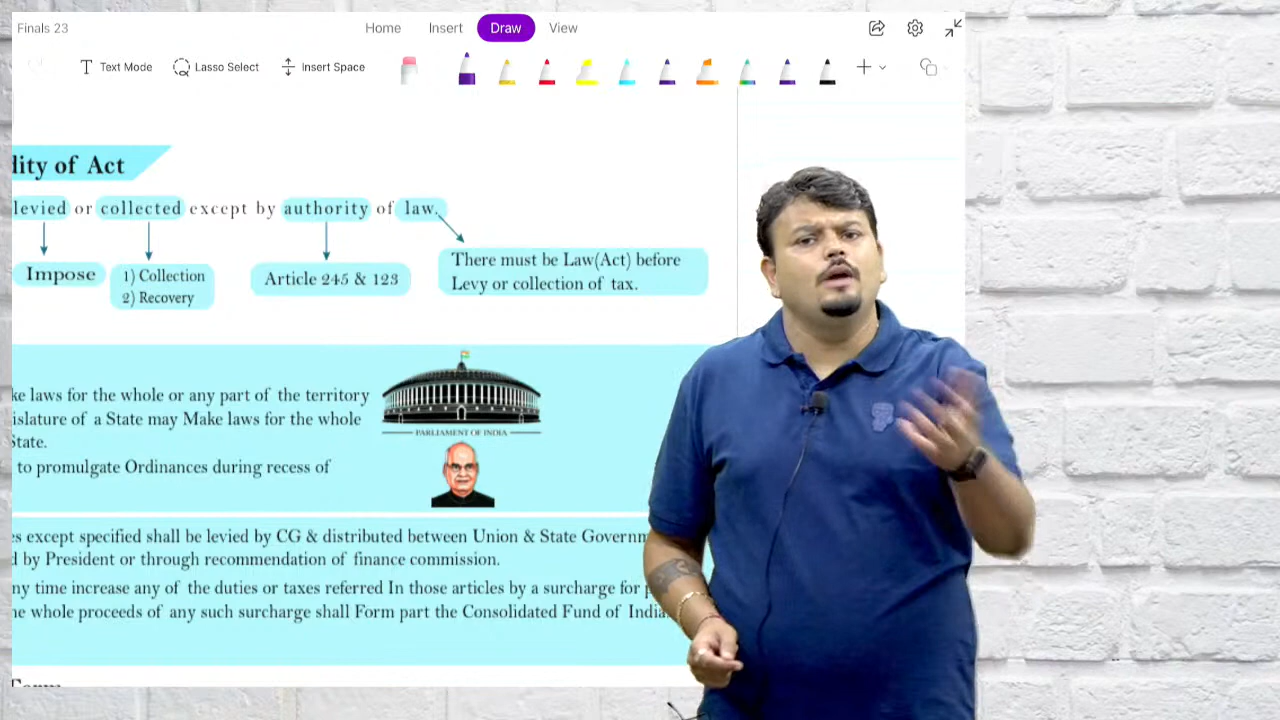 Finals 23
Home Insert Draw View
Text Mode Lasso Select Insert Space
dity of Act
levied or collected except by authority of law.
Impose
1) Collection
2) Recovery
Article 245 & 123
There must be Law(Act) before
Levy or collection of tax.
ke laws for the whole or any part of the territory
islature of a State may Make laws for the whole
State.
to promulgate Ordinances during recess of
PARLIAMENT OF INDIA
es except specified shall be levied by CG & distributed between Union & State Governm
d by President or through recommendation of finance commission.
ny time increase any of the duties or taxes referred In those articles by a surcharge for p
he whole proceeds of any such surcharge shall Form part the Consolidated Fund of India.